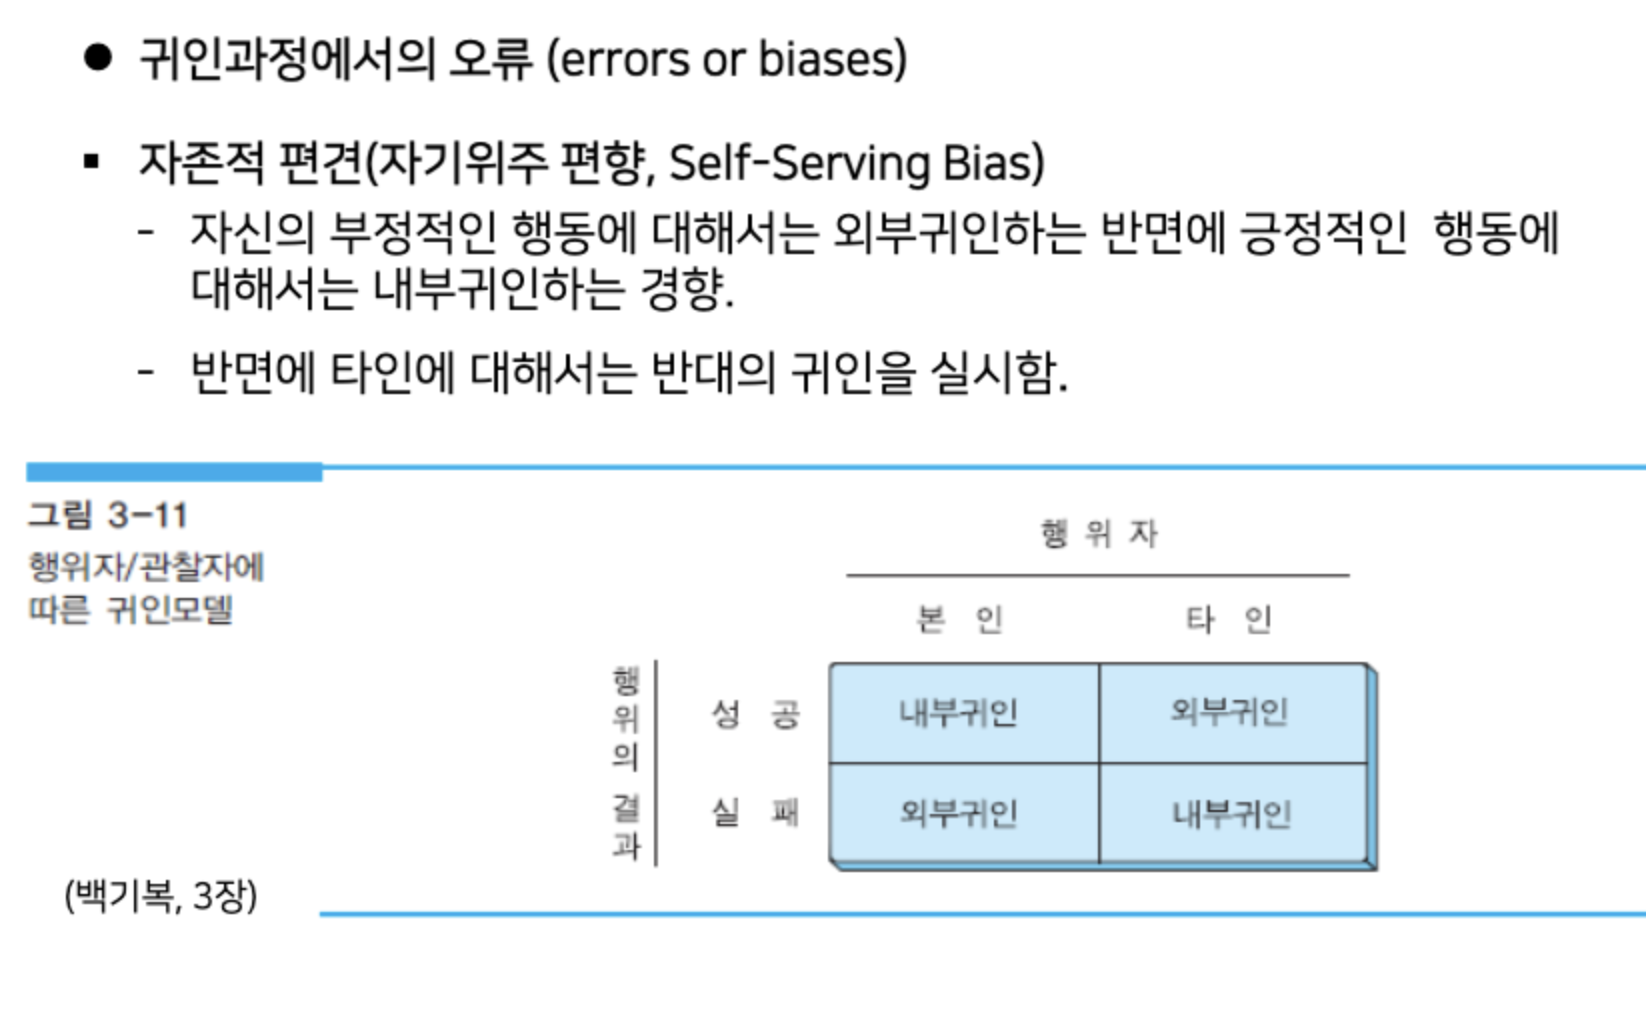 ● 귀인과정에서의 오류 (errors or biases)
▪ 자존적 편견(자기위주 편향, Self-Serving Bias)
- 자신의 부정적인 행동에 대해서는 외부귀인하는 반면에 긍정적인 행동에
대해서는 내부귀인하는 경향.
- 반면에 타인에 대해서는 반대의 귀인을 실시함.
그림 3-11
행위자/관찰자에
따른 귀인모델
행 위 자
본 인 타 인
행위의 결과
성 공 내부귀인 외부귀인
실 패 외부귀인 내부귀인
(백기복, 3장)